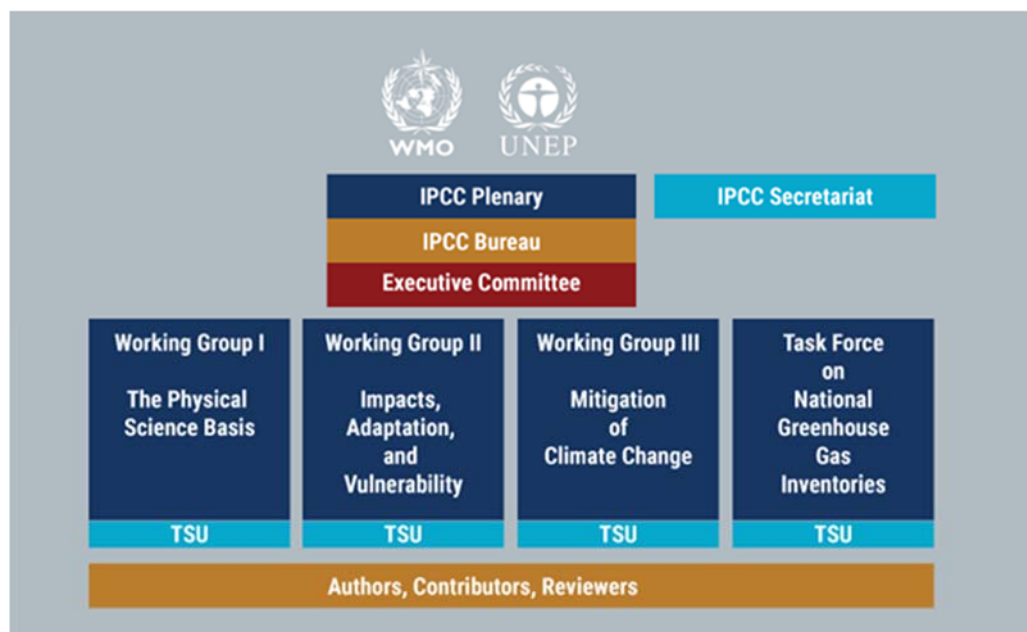 WMO
UNEP
IPCC Plenary
IPCC Secretariat
IPCC Bureau
Executive Committee
Working Group I
The Physical
Science Basis
TSU
Working Group II
Impacts,
Adaptation,
and
Vulnerability
TSU
Working Group III
Mitigation
of
Climate Change
TSU
Task Force
on
National
Greenhouse
Gas
Inventories
TSU
Authors, Contributors, Reviewers